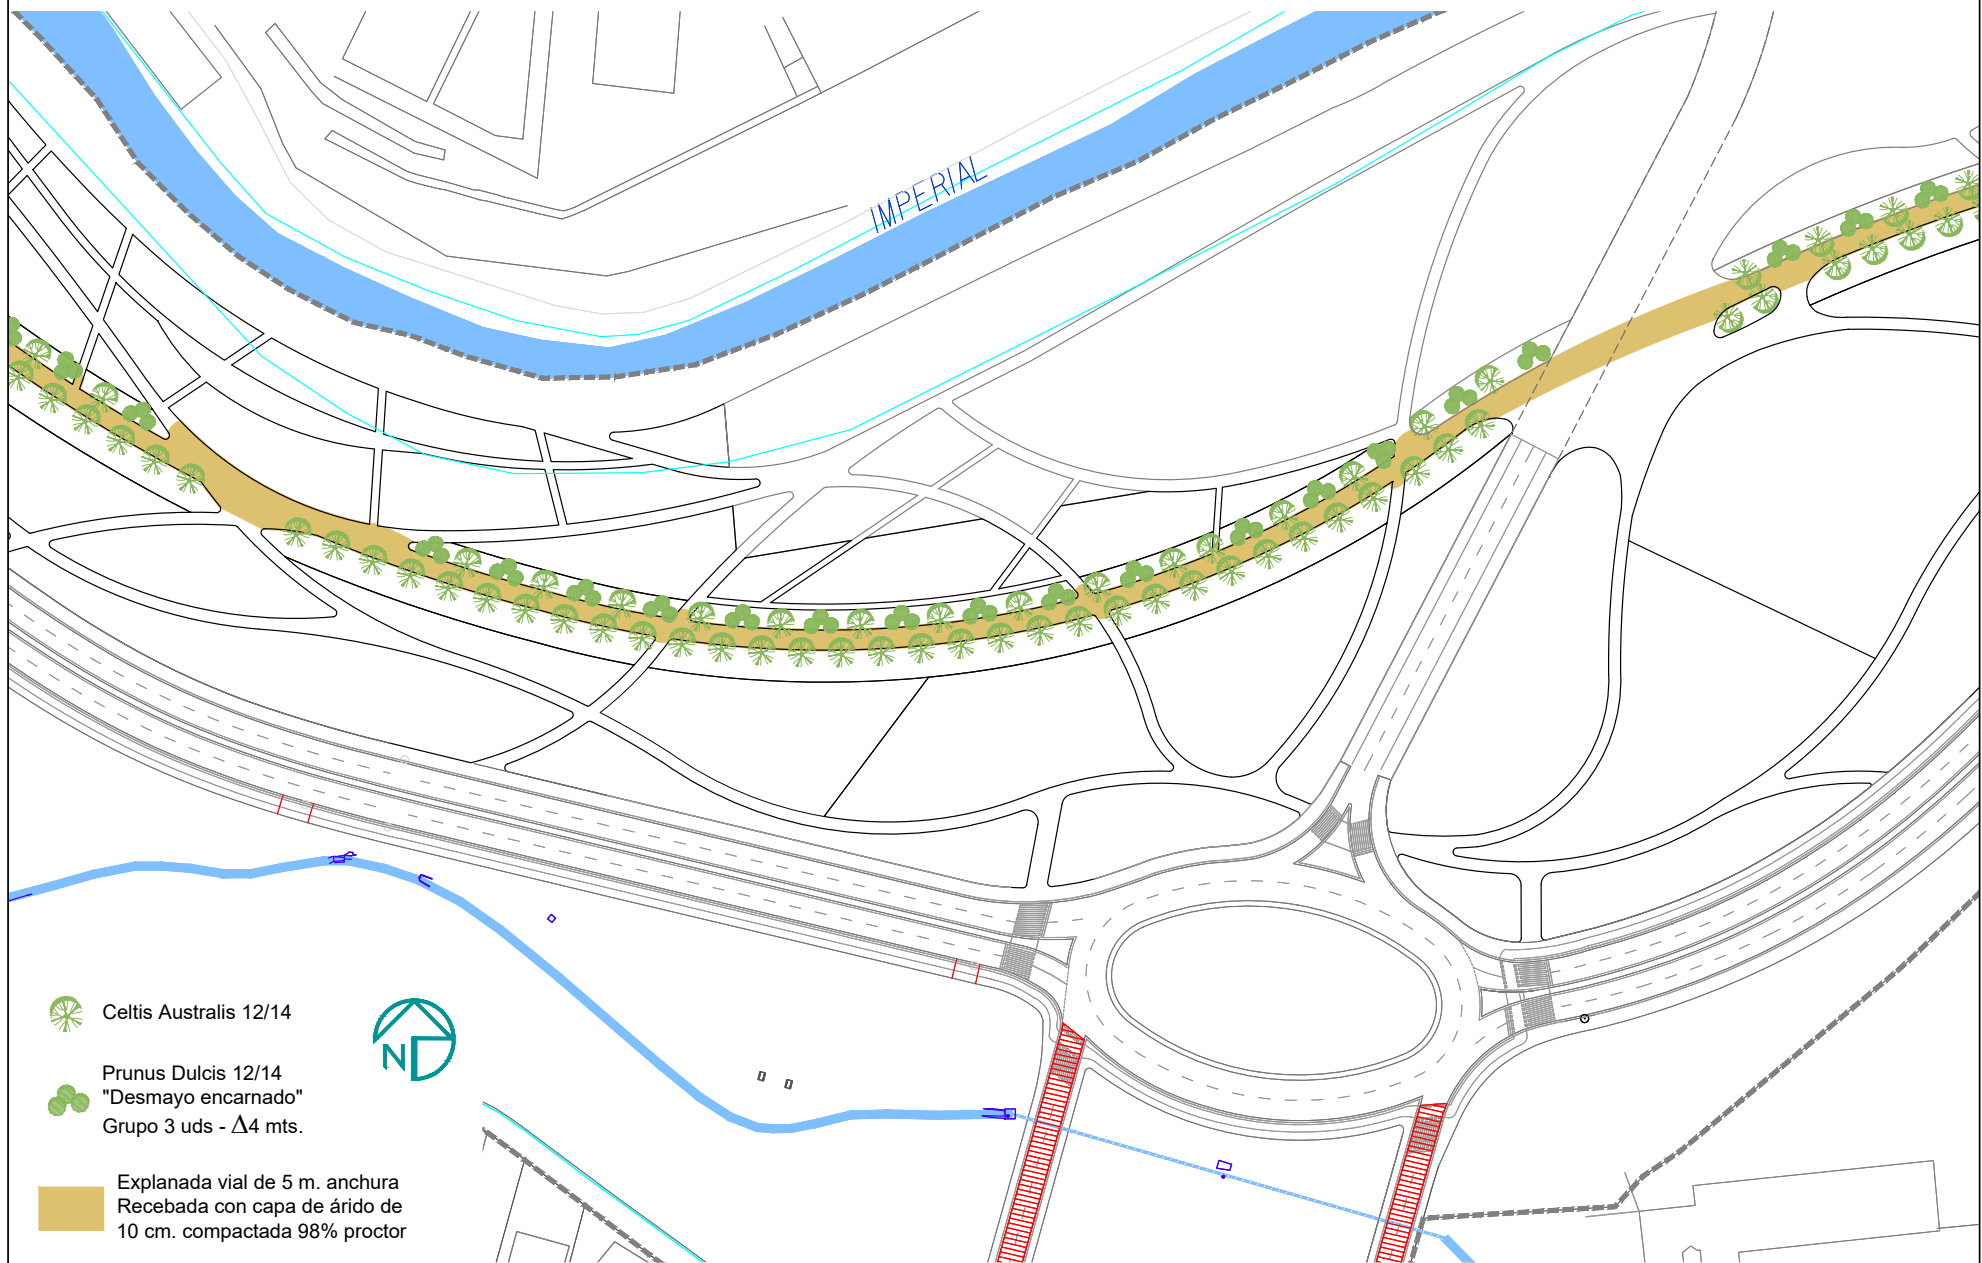 IMPERIAL
Celtis Australis 12/14
Prunus Dulcis 12/14
"Desmayo encarnado"
Grupo 3 uds - Δ4 mts.
N
Explanada vial de 5 m. anchura
Recebada con capa de árido de
10 cm. compactada 98% proctor